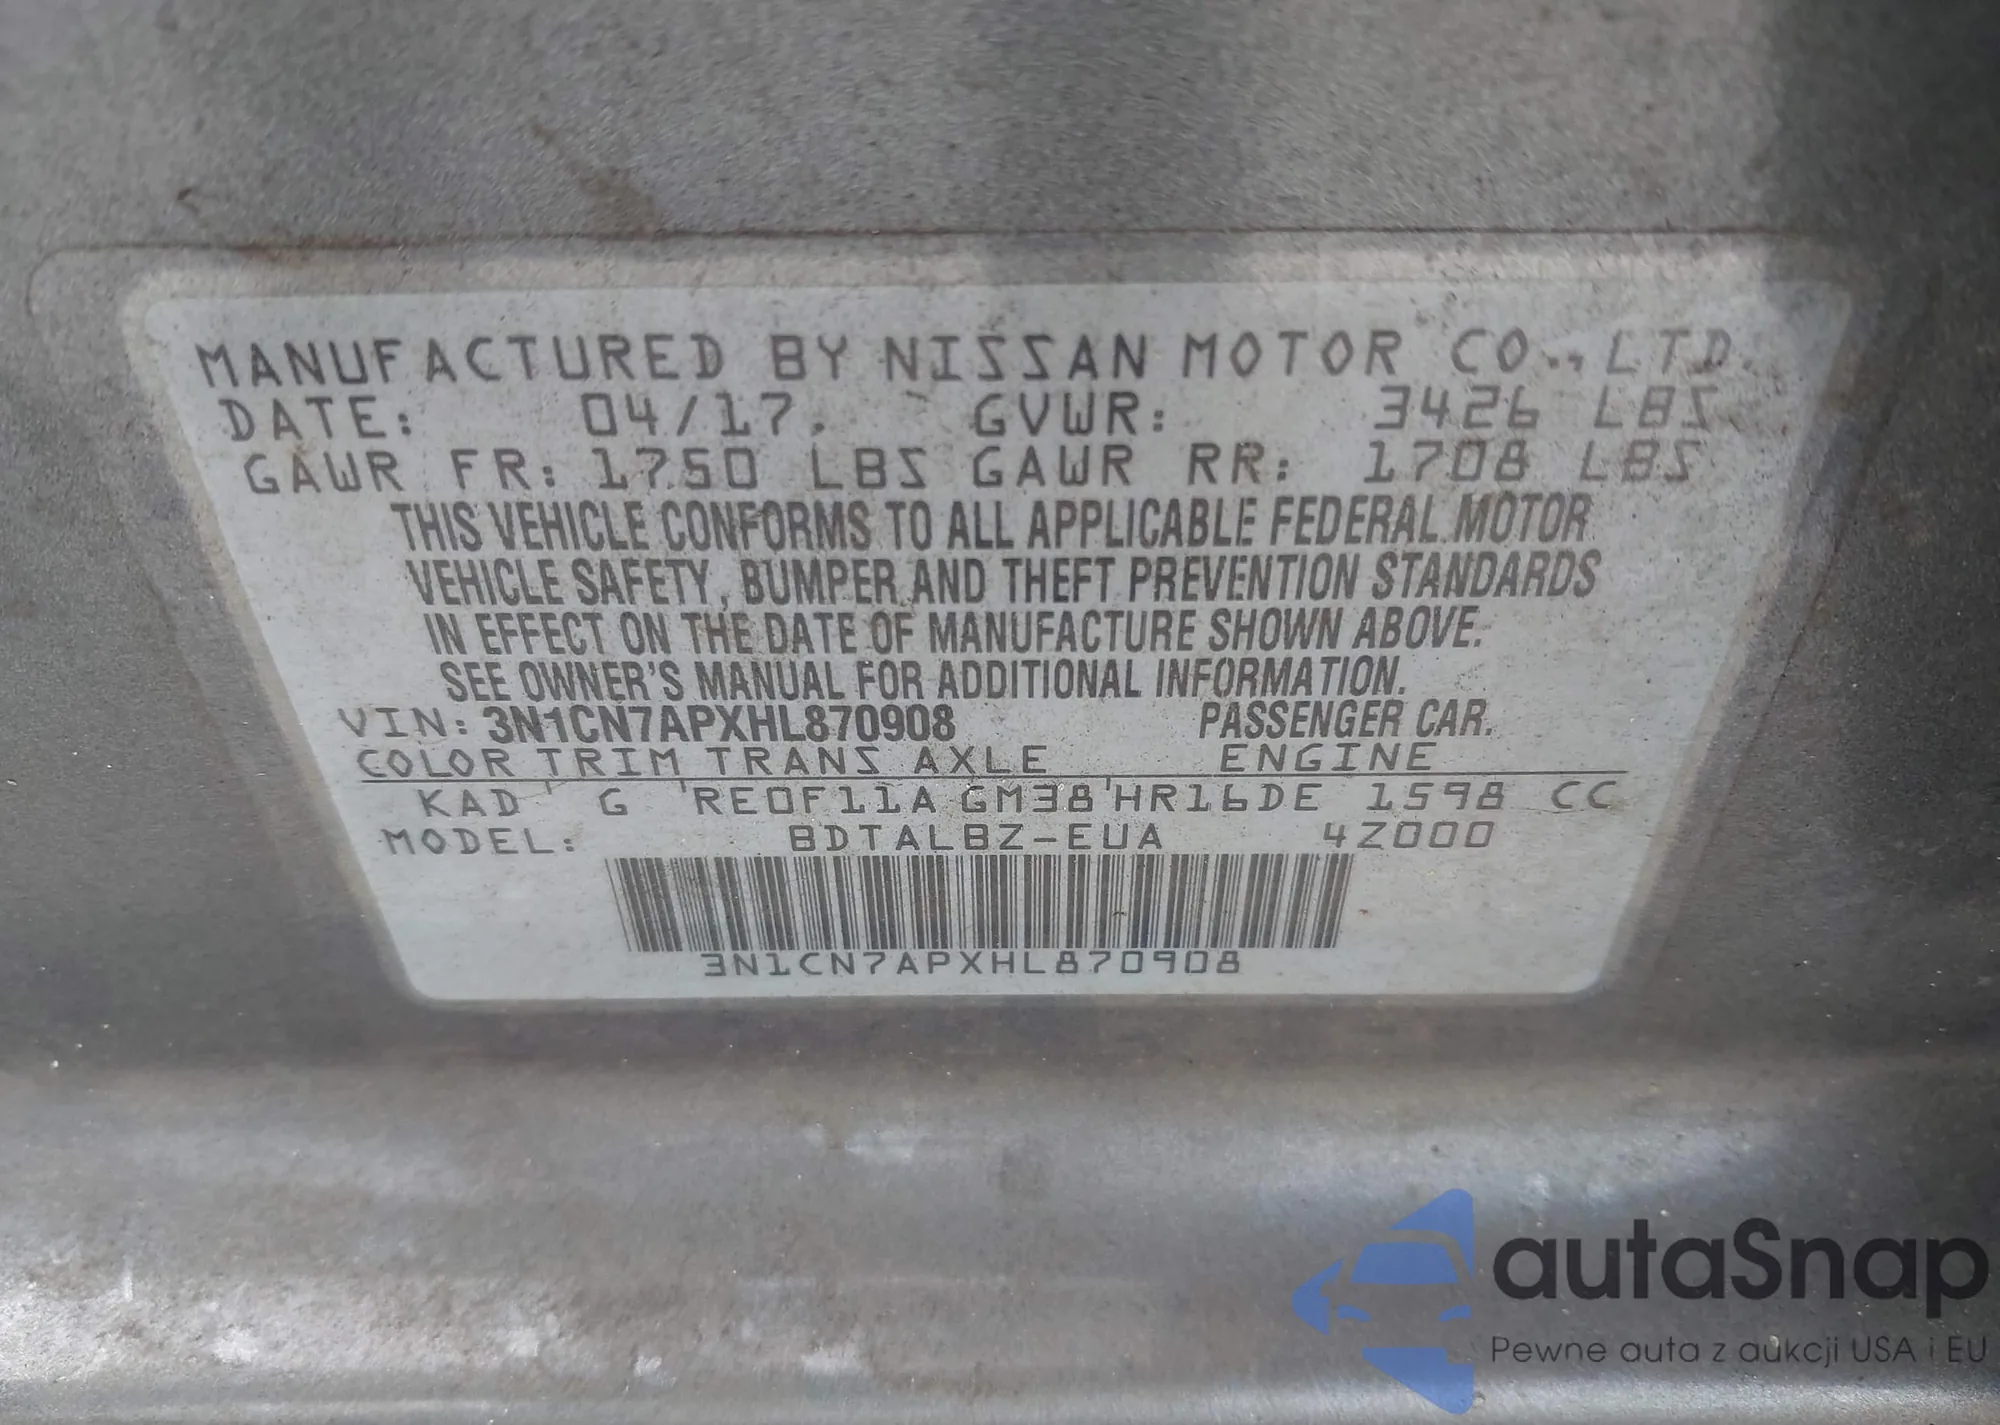 MANUFACTURED BY NISSAN MOTOR CO., LTD.
DATE: 04/17. GVWR: 3426 LBS
GAWR FR: 1750 LBS GAWR RR: 1708 LBS
THIS VEHICLE CONFORMS TO ALL APPLICABLE FEDERAL MOTOR
VEHICLE SAFETY, BUMPER AND THEFT PREVENTION STANDARDS
IN EFFECT ON THE DATE OF MANUFACTURE SHOWN ABOVE.
SEE OWNER'S MANUAL FOR ADDITIONAL INFORMATION.
VIN: 3N1CN7APXHL870908 PASSENGER CAR.
COLOR TRIM TRANS AXLE ENGINE
KAD ' G 'RE0F11A GM38'HR16DE 1598 CC
MODEL: BDTALBZ-EUA 4Z000
3N1CN7APXHL870908
autaSnap
Pewne auta z aukcji USA i EU